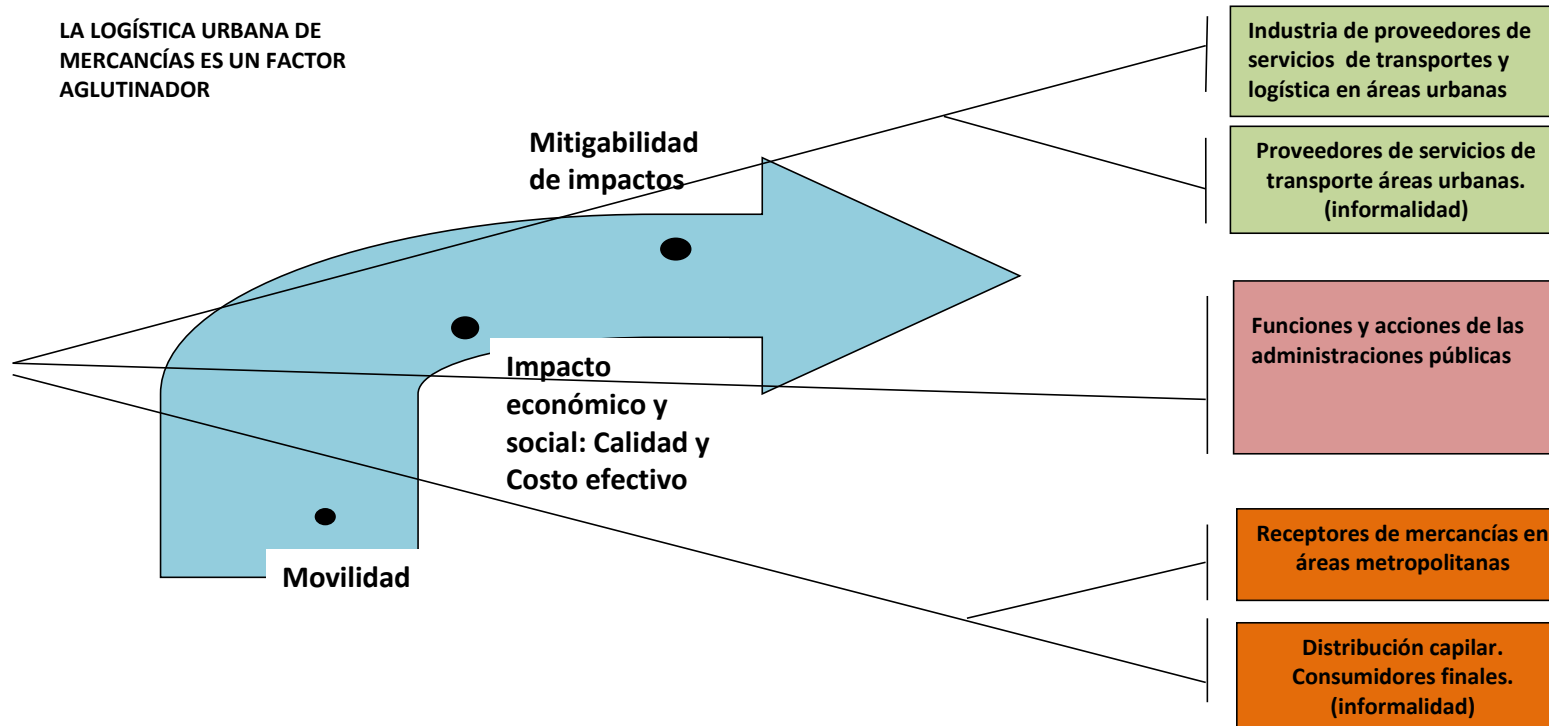 LA LOGÍSTICA URBANA DE
MERCANCÍAS ES UN FACTOR
AGLUTINADOR
Mitigabilidad
de impactos
Impacto
económico y
social: Calidad y
Costo efectivo
Movilidad
Industria de proveedores de
servicios de transportes y
logística en áreas urbanas
Proveedores de servicios de
transporte áreas urbanas.
(informalidad)
Funciones y acciones de las
administraciones públicas
Receptores de mercancías en
áreas metropolitanas
Distribución capilar.
Consumidores finales.
(informalidad)